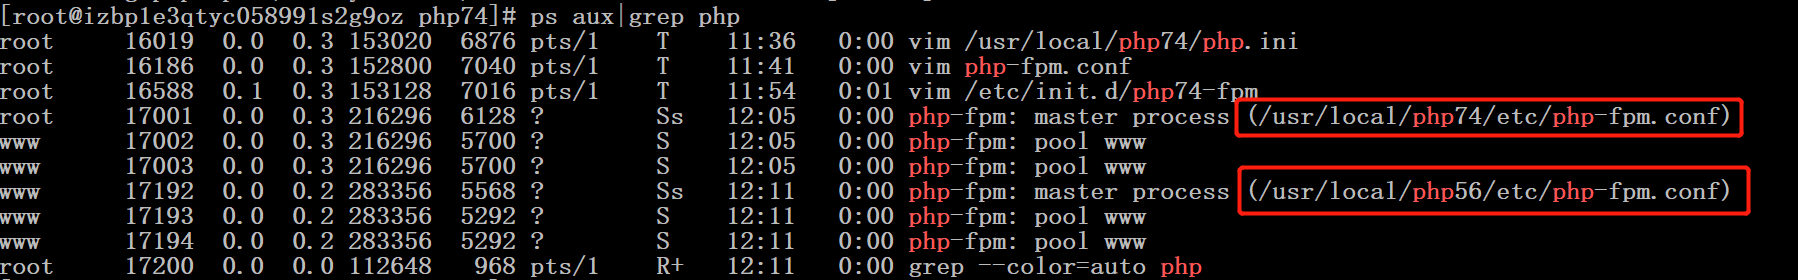 [root@izbp1e3qtyc058991s2g9oz php74]# ps aux|grep php
root     16019  0.0  0.3 153020  6876 pts/1    T    11:36   0:00 vim /usr/local/php74/php.ini
root     16186  0.0  0.3 152800  7040 pts/1    T    11:41   0:00 vim php-fpm.conf
root     16588  0.1  0.3 153128  7016 pts/1    T    11:54   0:01 vim /etc/init.d/php74-fpm
root     17001  0.0  0.3 216296  6128 ?        Ss   12:05   0:00 php-fpm: master process (/usr/local/php74/etc/php-fpm.conf)
www      17002  0.0  0.3 216296  5700 ?        S    12:05   0:00 php-fpm: pool www
www      17003  0.0  0.3 216296  5700 ?        S    12:05   0:00 php-fpm: pool www
www      17192  0.0  0.2 283356  5568 ?        Ss   12:11   0:00 php-fpm: master process (/usr/local/php56/etc/php-fpm.conf)
www      17193  0.0  0.2 283356  5292 ?        S    12:11   0:00 php-fpm: pool www
www      17194  0.0  0.2 283356  5292 ?        S    12:11   0:00 php-fpm: pool www
root     17200  0.0  0.0 112648   968 pts/1    R+   12:11   0:00 grep --color=auto php